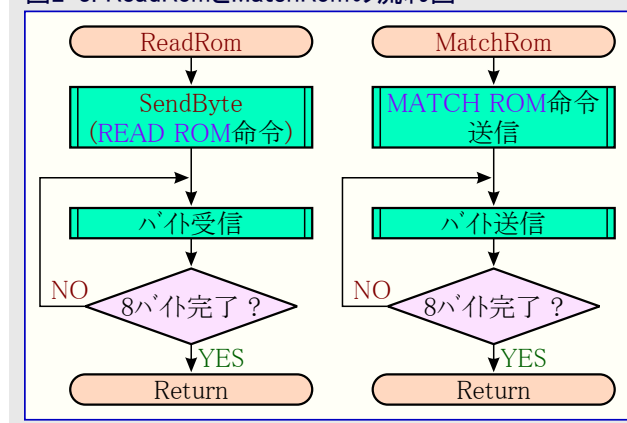 ReadRom
SendByte
(READ ROM命令)
バイト受信
NO
8バイト完了?
YES
Return
MatchRom
MATCH ROM命令
送信
バイト送信
NO
8バイト完了?
YES
Return